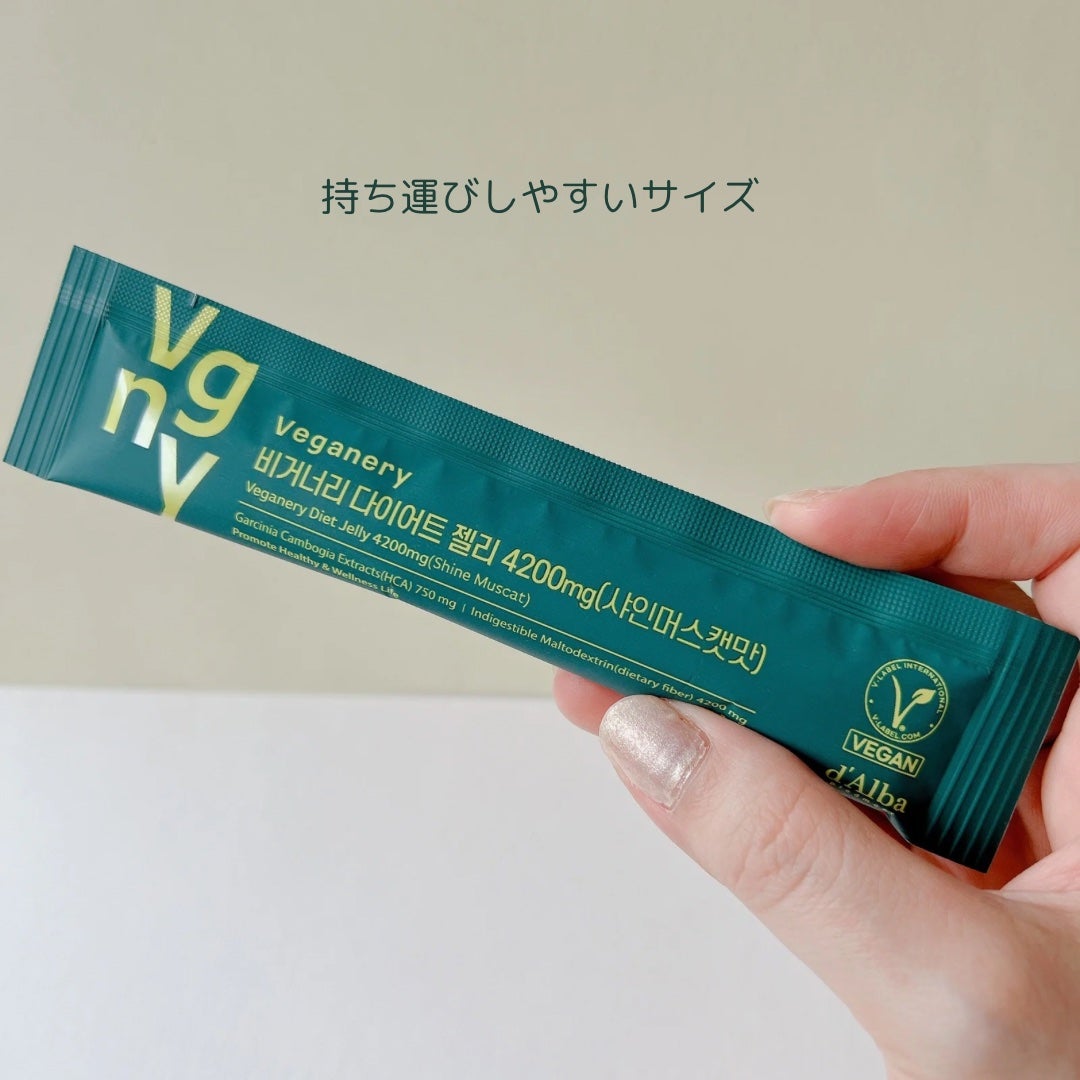 持ち運びしやすいサイズ
Vg
ny
veganery
비거너리 다이어트 젤리 4200mg(샤인머스캣맛)
Veganery Diet Jelly 4200mg(Shine Muscat)
Garcinia Cambogia Extracts(HCA) 750 mg | Indigestible Maltodextrin(dietary fiber) 4200 mg
Promote Healthy & Wellness Life
V-LABEL INTERNATIONAL
V-LABEL.COM
VEGAN
d'Alba